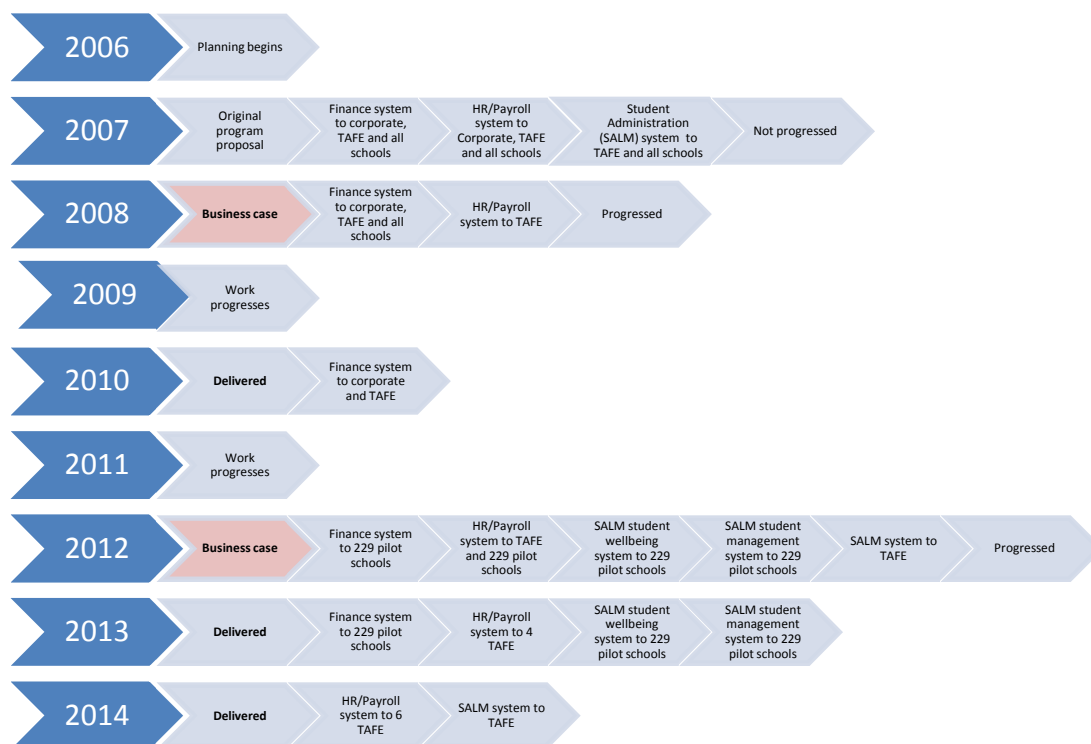 2006
Planning begins
2007
Original
program
proposal
Finance system
to corporate,
TAFE and all
schools
HR/Payroll
system to
Corporate, TAFE
and all schools
Student
Administration
(SALM) system to
TAFE and all schools
Not progressed
2008
Business case
Finance system
to corporate,
TAFE and all
schools
HR/Payroll
system to TAFE
Progressed
2009
Work
progresses
2010
Delivered
Finance system
to corporate
and TAFE
2011
Work
progresses
2012
Business case
Finance system
to 229 pilot
schools
HR/Payroll
system to TAFE
and 229 pilot
schools
SALM student
wellbeing
system to 229
pilot schools
SALM student
management
system to 229
pilot schools
SALM system to
TAFE
Progressed
2013
Delivered
Finance system
to 229 pilot
schools
HR/Payroll
system to 4
TAFE
SALM student
wellbeing
system to 229
pilot schools
SALM student
management
system to 229
pilot schools
2014
Delivered
HR/Payroll
system to 6
TAFE
SALM system to
TAFE